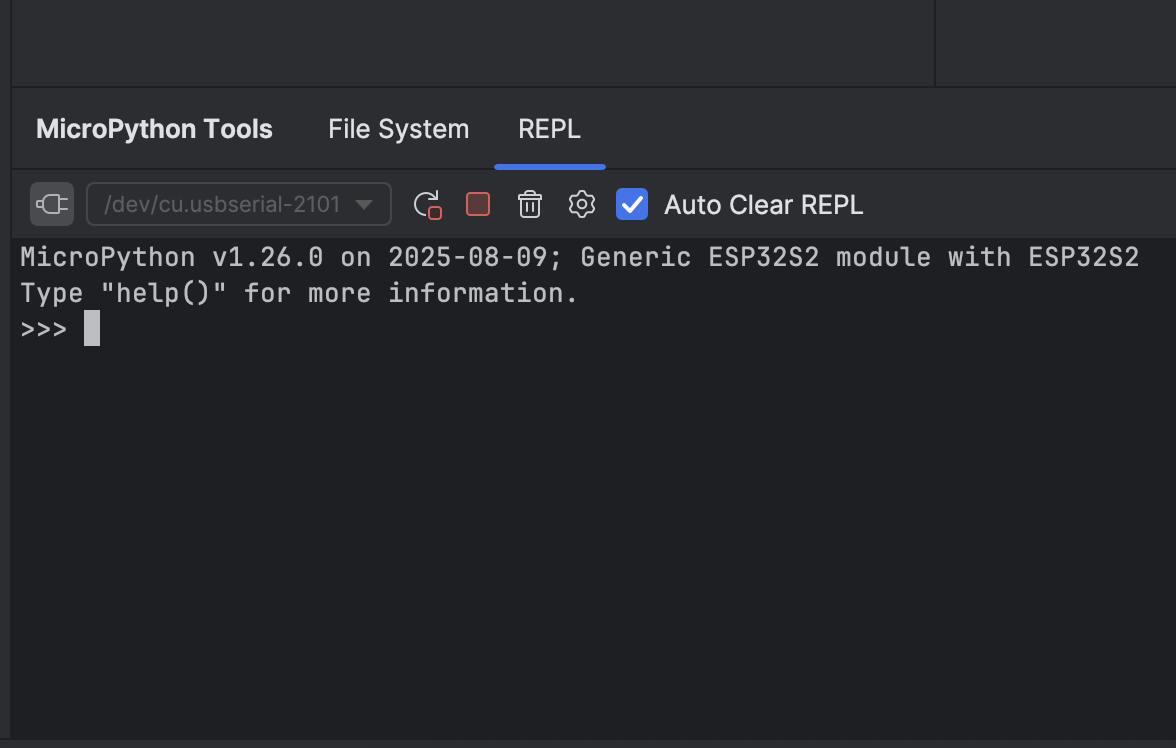 MicroPython Tools File System REPL
/dev/cu.usbserial-2101 Auto Clear REPL
MicroPython v1.26.0 on 2025-08-09; Generic ESP32S2 module with ESP32S2
Type "help()" for more information.
>>>